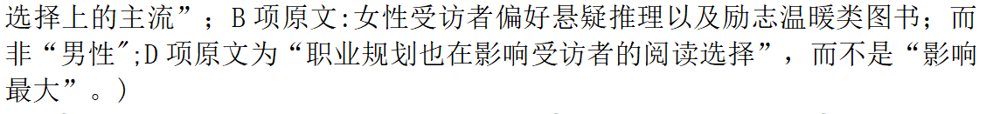 选择上的主流”；B项原文:女性受访者偏好悬疑推理以及励志温暖类图书；而
非“男性";D项原文为“职业规划也在影响受访者的阅读选择”，而不是“影响
最大”。）